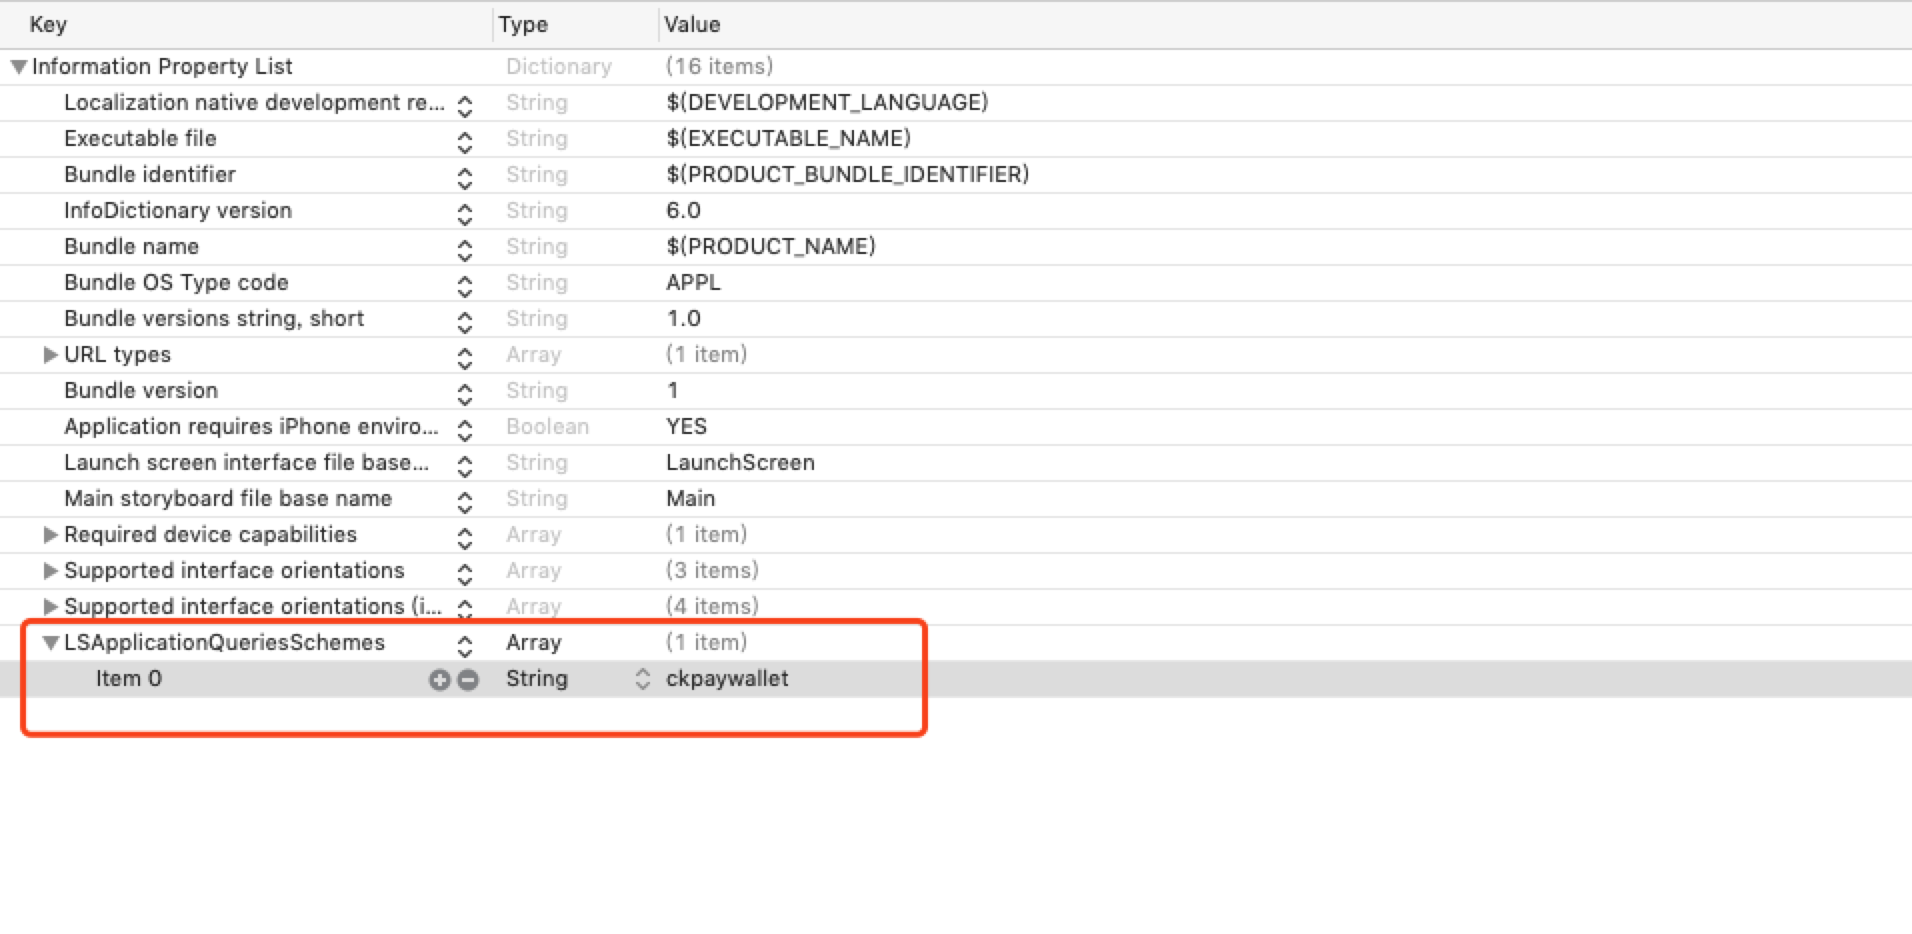 Key Type Value
Information Property List Dictionary (16 items)
Localization native development re... String $(DEVELOPMENT_LANGUAGE)
Executable file String $(EXECUTABLE_NAME)
Bundle identifier String $(PRODUCT_BUNDLE_IDENTIFIER)
InfoDictionary version String 6.0
Bundle name String $(PRODUCT_NAME)
Bundle OS Type code String APPL
Bundle versions string, short String 1.0
URL types Array (1 item)
Bundle version String 1
Application requires iPhone enviro... Boolean YES
Launch screen interface file base... String LaunchScreen
Main storyboard file base name String Main
Required device capabilities Array (1 item)
Supported interface orientations Array (3 items)
Supported interface orientations (i... Array (4 items)
LSApplicationQueriesSchemes Array (1 item)
Item 0 String ckpaywallet